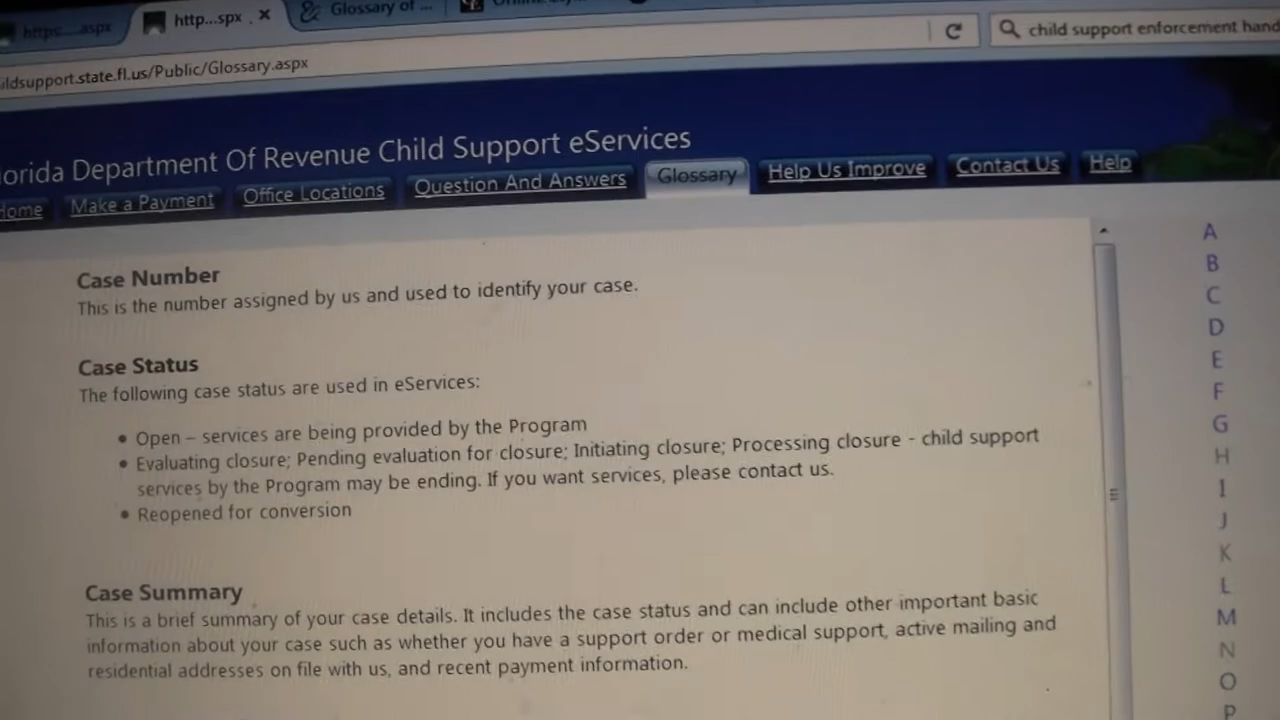 http...spx
Glossary of ...
child support enforcement hand
ildsupport.state.fl.us/Public/Glossary.aspx
lorida Department Of Revenue Child Support eServices
Home Make a Payment Office Locations Question And Answers Glossary Help Us Improve Contact Us Help
Case Number
This is the number assigned by us and used to identify your case.
Case Status
The following case status are used in eServices:
• Open – services are being provided by the Program
• Evaluating closure; Pending evaluation for closure; Initiating closure; Processing closure - child support
services by the Program may be ending. If you want services, please contact us.
• Reopened for conversion
Case Summary
This is a brief summary of your case details. It includes the case status and can include other important basic
information about your case such as whether you have a support order or medical support, active mailing and
residential addresses on file with us, and recent payment information.
A
B
C
D
E
F
G
H
I
J
K
L
M
N
O
P